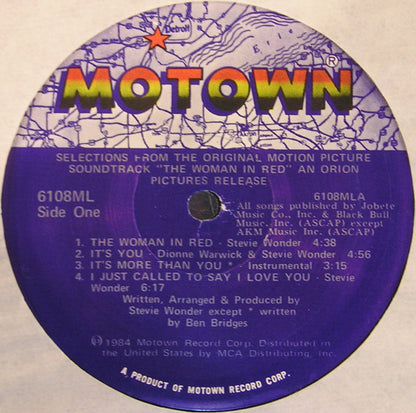 Detroit
Erie
MOTOWN®
SELECTIONS FROM THE ORIGINAL MOTION PICTURE
SOUNDTRACK "THE WOMAN IN RED" AN ORION
PICTURES RELEASE
6108ML
Side One
6108MLA
All songs published by Jobete
Music Co., Inc. & Black Bull
Music, Inc. (ASCAP) except
AKM Music Inc. (ASCAP)
1. THE WOMAN IN RED - Stevie Wonder 4:38
2. IT'S YOU - Dionne Warwick & Stevie Wonder 4:56
3. IT'S MORE THAN YOU * - Instrumental 3:15
4. I JUST CALLED TO SAY I LOVE YOU - Stevie
Wonder 6:17
Written, Arranged & Produced by
Stevie Wonder except * written
by Ben Bridges
℗1984 Motown Record Corp. Distributed in
the United States by MCA Distributing, Inc.
A PRODUCT OF MOTOWN RECORD CORP.